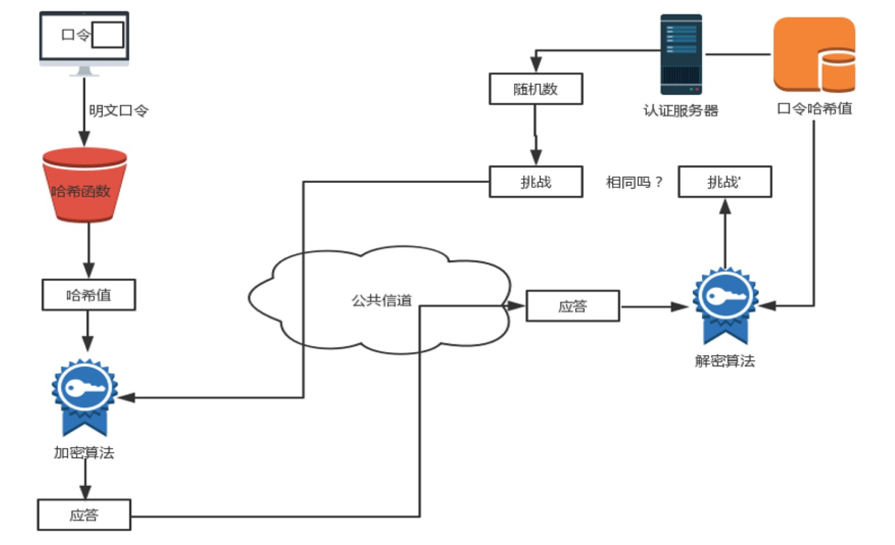 口令
明文口令
哈希函数
哈希值
加密算法
应答
随机数
认证服务器
口令哈希值
挑战
相同吗？
挑战'
公共信道
应答
解密算法